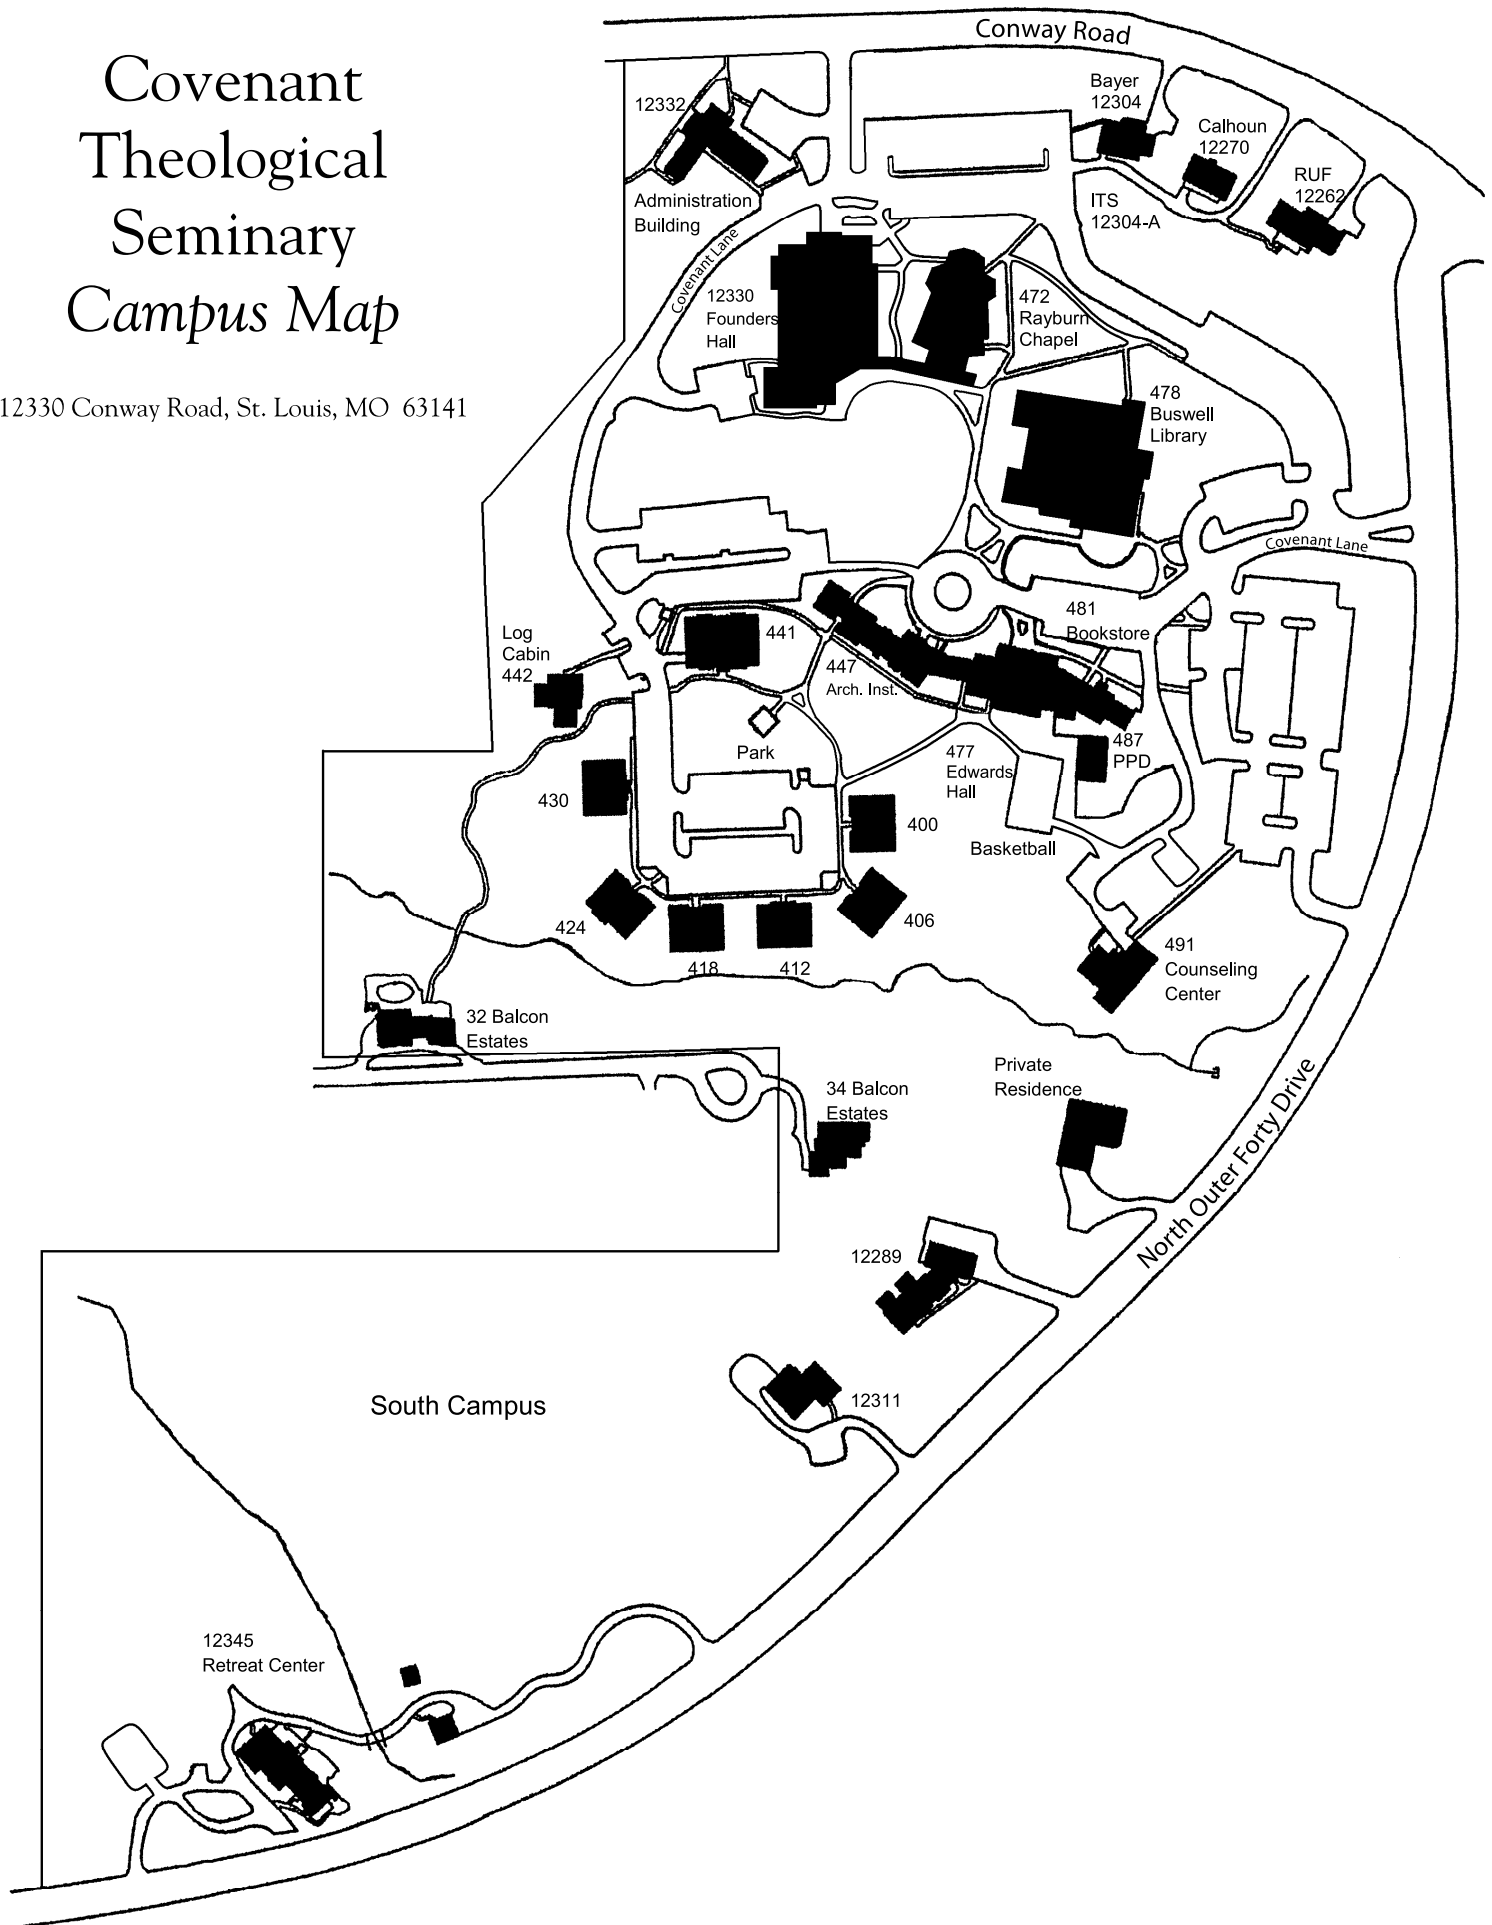 Covenant
Theological
Seminary
Campus Map
12330 Conway Road, St. Louis, MO  63141
Conway Road
12332
Administration
Building
Bayer
12304
Calhoun
12270
RUF
12262
ITS
12304-A
Covenant Lane
12330
Founders
Hall
472
Rayburn
Chapel
478
Buswell
Library
Covenant Lane
481
Bookstore
Log
Cabin
442
441
447
Arch. Inst.
Park
477
Edwards
Hall
487
PPD
430
400
Basketball
424
418
412
406
491
Counseling
Center
32 Balcon
Estates
34 Balcon
Estates
Private
Residence
North Outer Forty Drive
12289
12311
South Campus
12345
Retreat Center